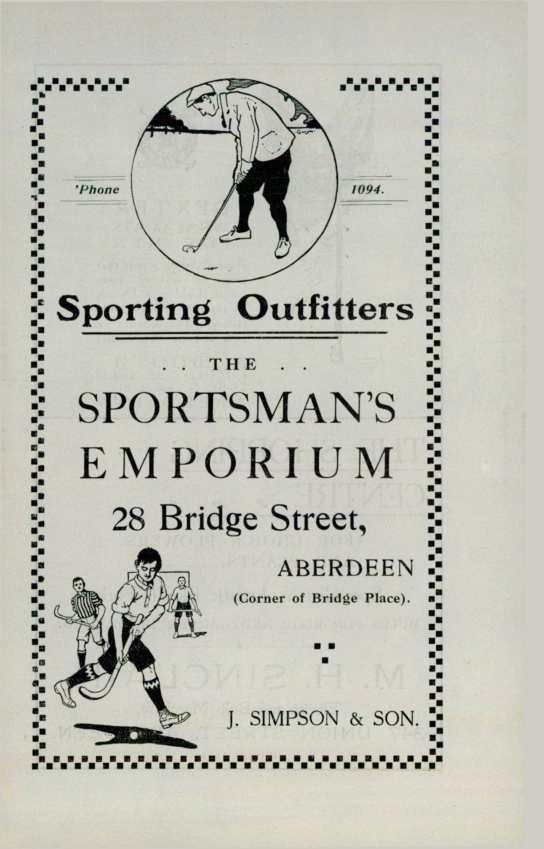 'Phone 1094.
Sporting Outfitters
. . THE . .
SPORTSMAN'S
EMPORIUM
28 Bridge Street,
ABERDEEN
(Corner of Bridge Place).
J. SIMPSON & SON.